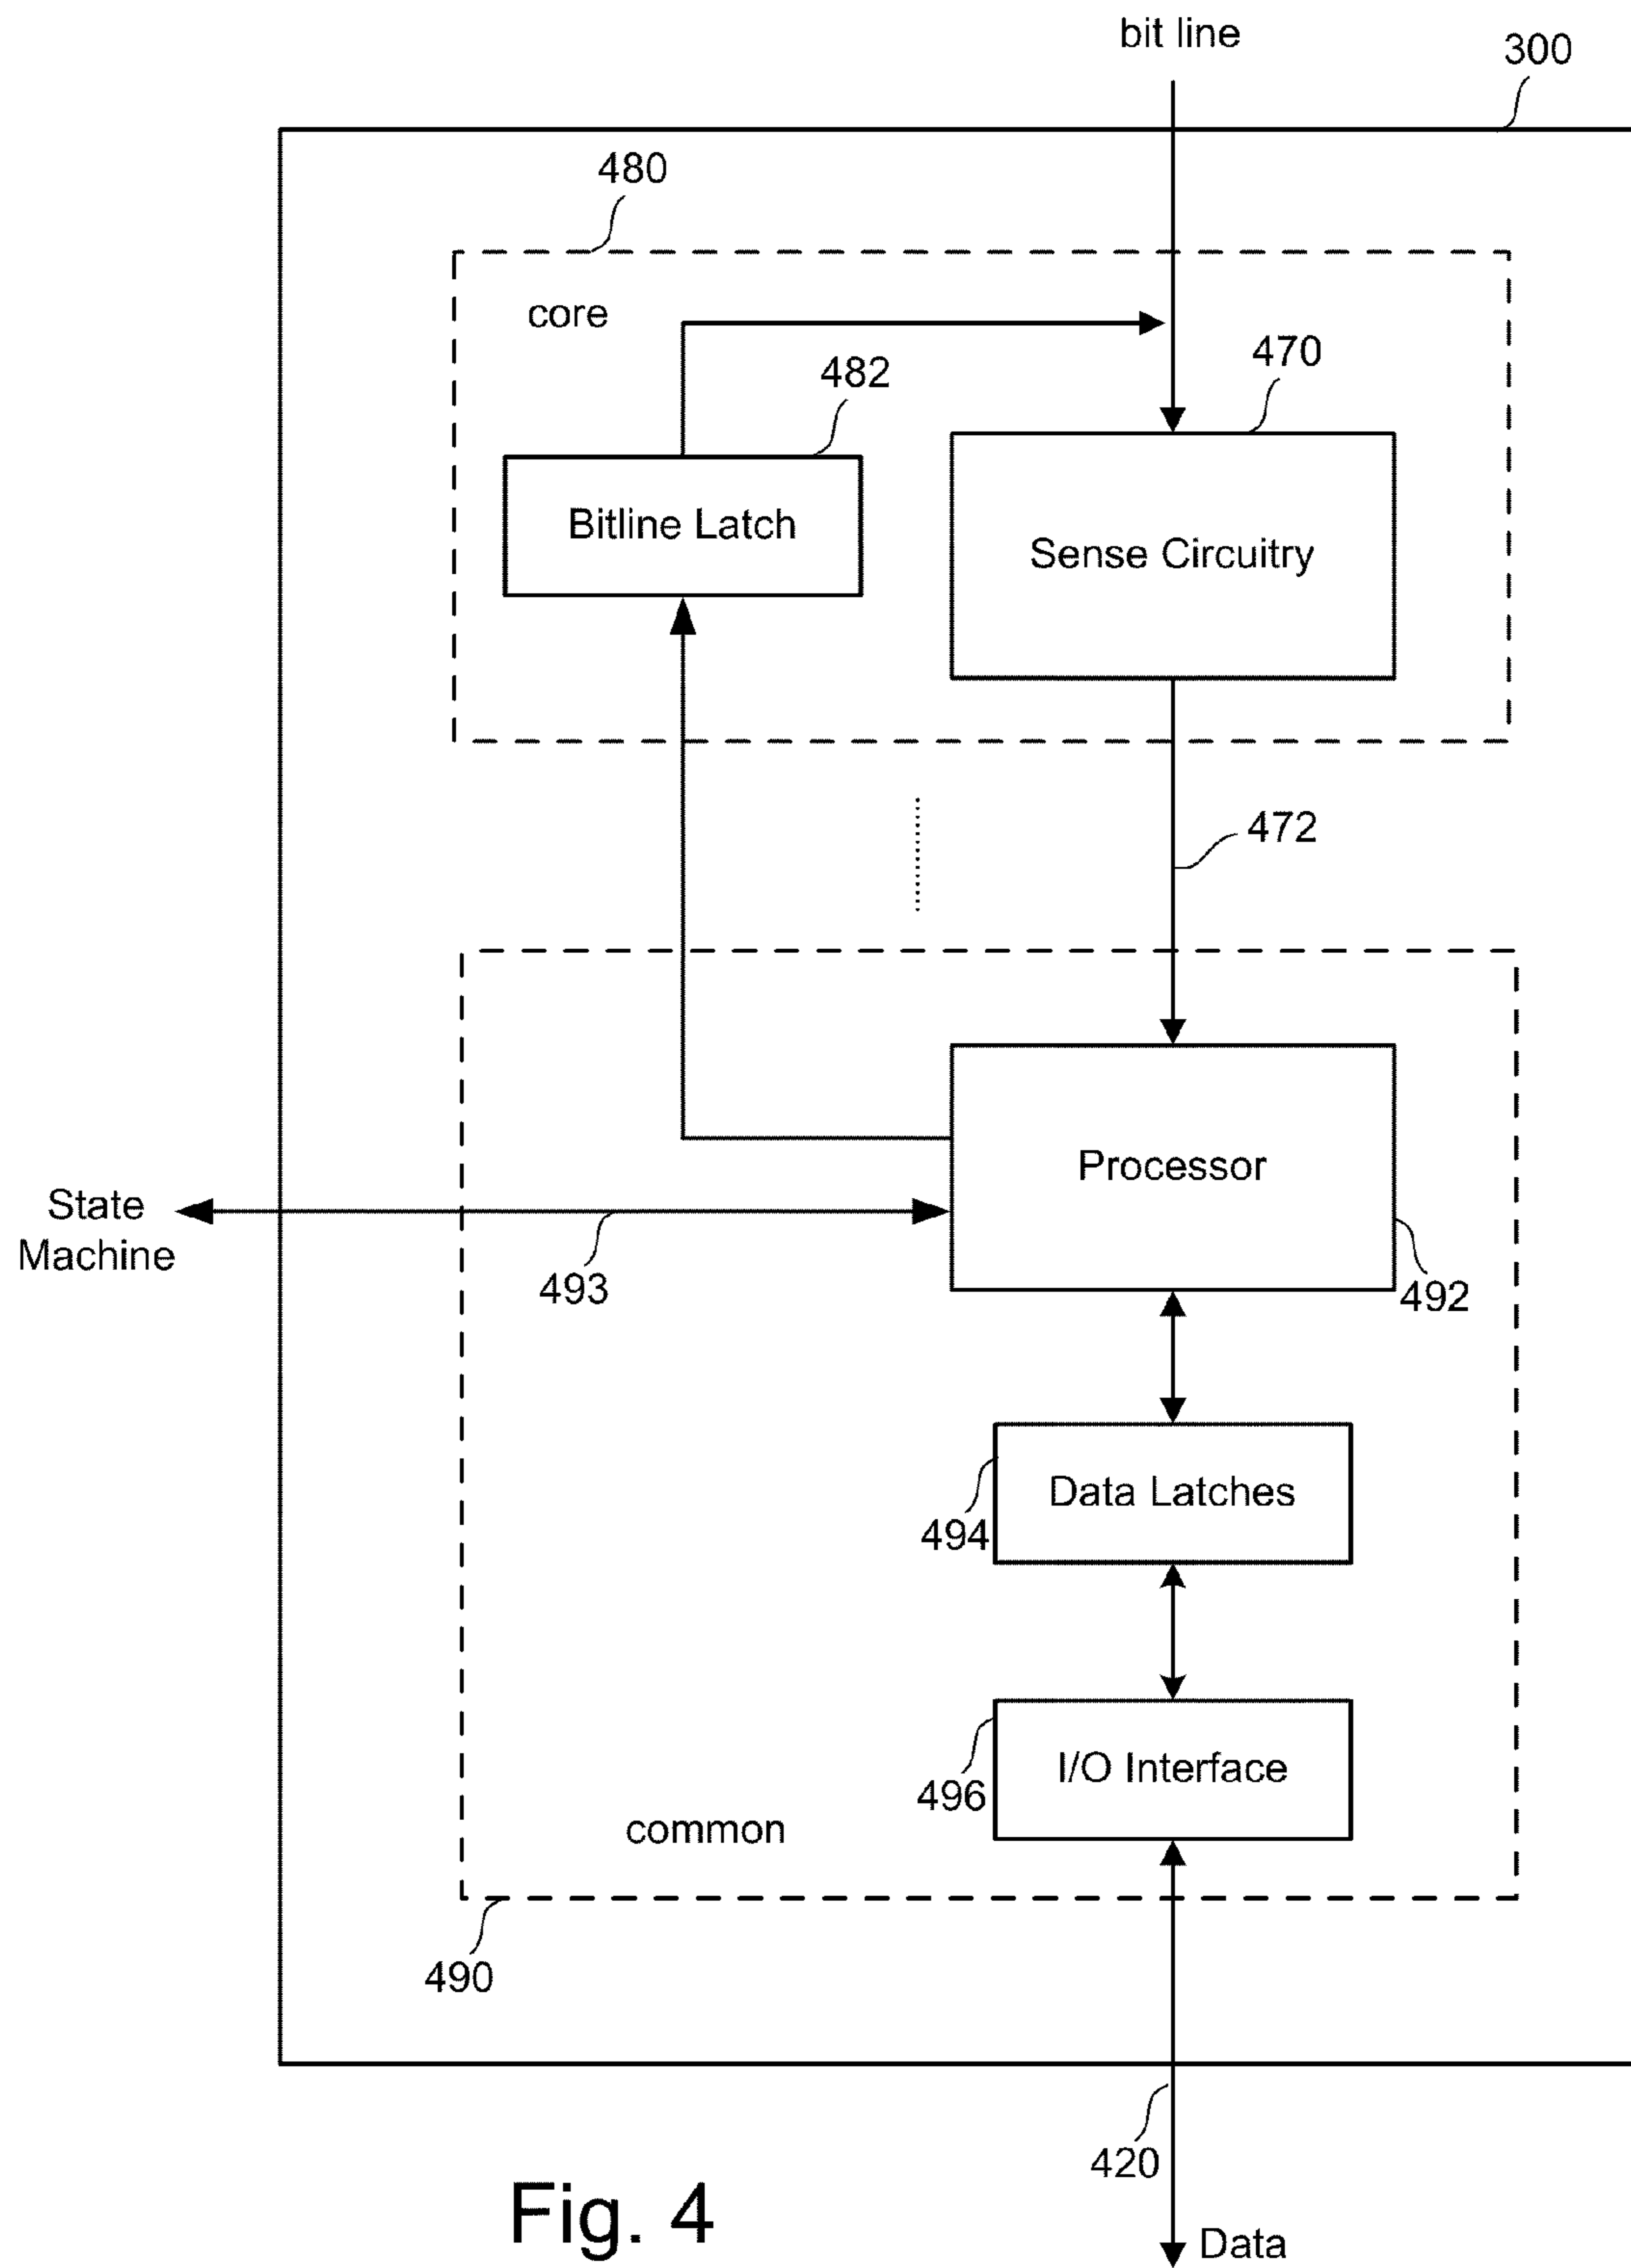 bit line
300
480
core
470
482
Bitline Latch
Sense Circuitry
472
Processor
State
Machine
493
492
Data Latches
494
I/O Interface
496
common
490
420
Fig. 4
Data